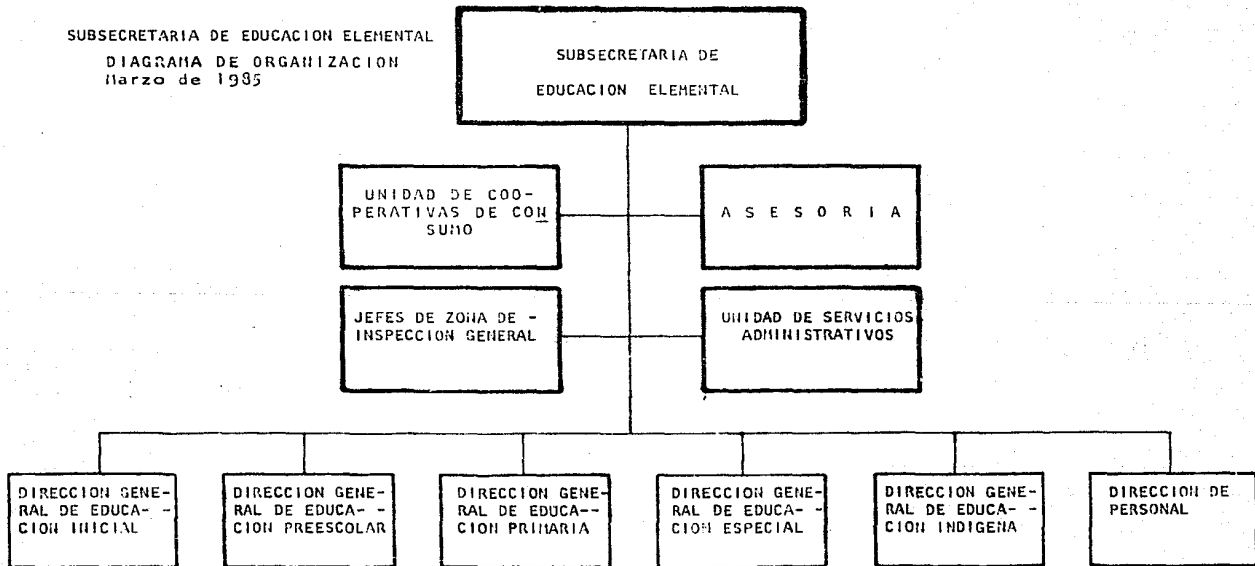 SUBSECRETARIA DE EDUCACION ELEMENTAL
DIAGRAMA DE ORGANIZACION
Marzo de 1985
SUBSECRETARIA DE
EDUCACION ELEMENTAL
UNIDAD DE COO-
PERATIVAS DE CON
SUMO
A S E S O R I A
JEFES DE ZONA DE -
INSPECCION GENERAL
UNIDAD DE SERVICIOS
ADMINISTRATIVOS
DIRECCION GENE-
RAL DE EDUCA- -
CION INICIAL
DIRECCION GENE-
RAL DE EDUCA- -
CION PREESCOLAR
DIRECCION GENE-
RAL DE EDUCA--
CION PRIMARIA
DIRECCION GENE-
RAL DE EDUCA- -
CION ESPECIAL
DIRECCION GENE-
RAL DE EDUCA- -
CION INDIGENA
DIRECCION DE
PERSONAL